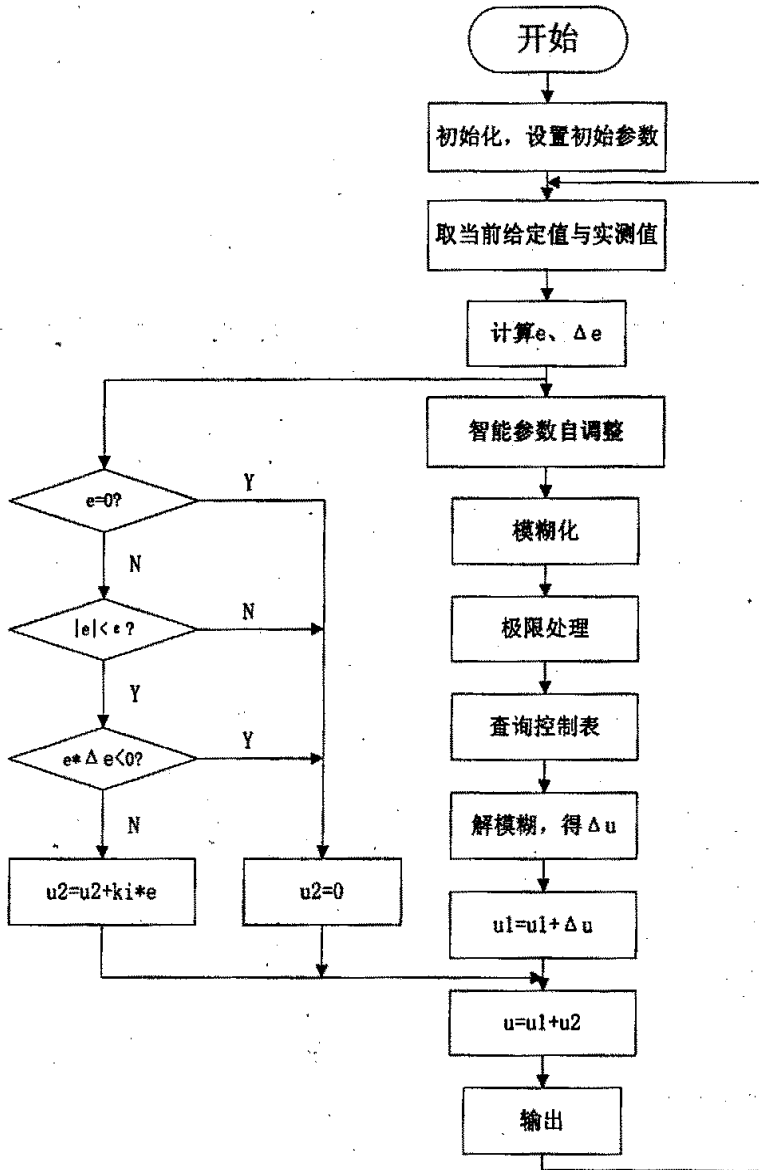 开始
初始化，设置初始参数
取当前给定值与实测值
计算e、Δe
智能参数自调整
e=0?
Y
N
模糊化
|e|<ε?
N
Y
极限处理
e*Δe<0?
Y
N
查询控制表
解模糊，得Δu
u2=u2+ki*e
u2=0
u1=u1+Δu
u=u1+u2
输出